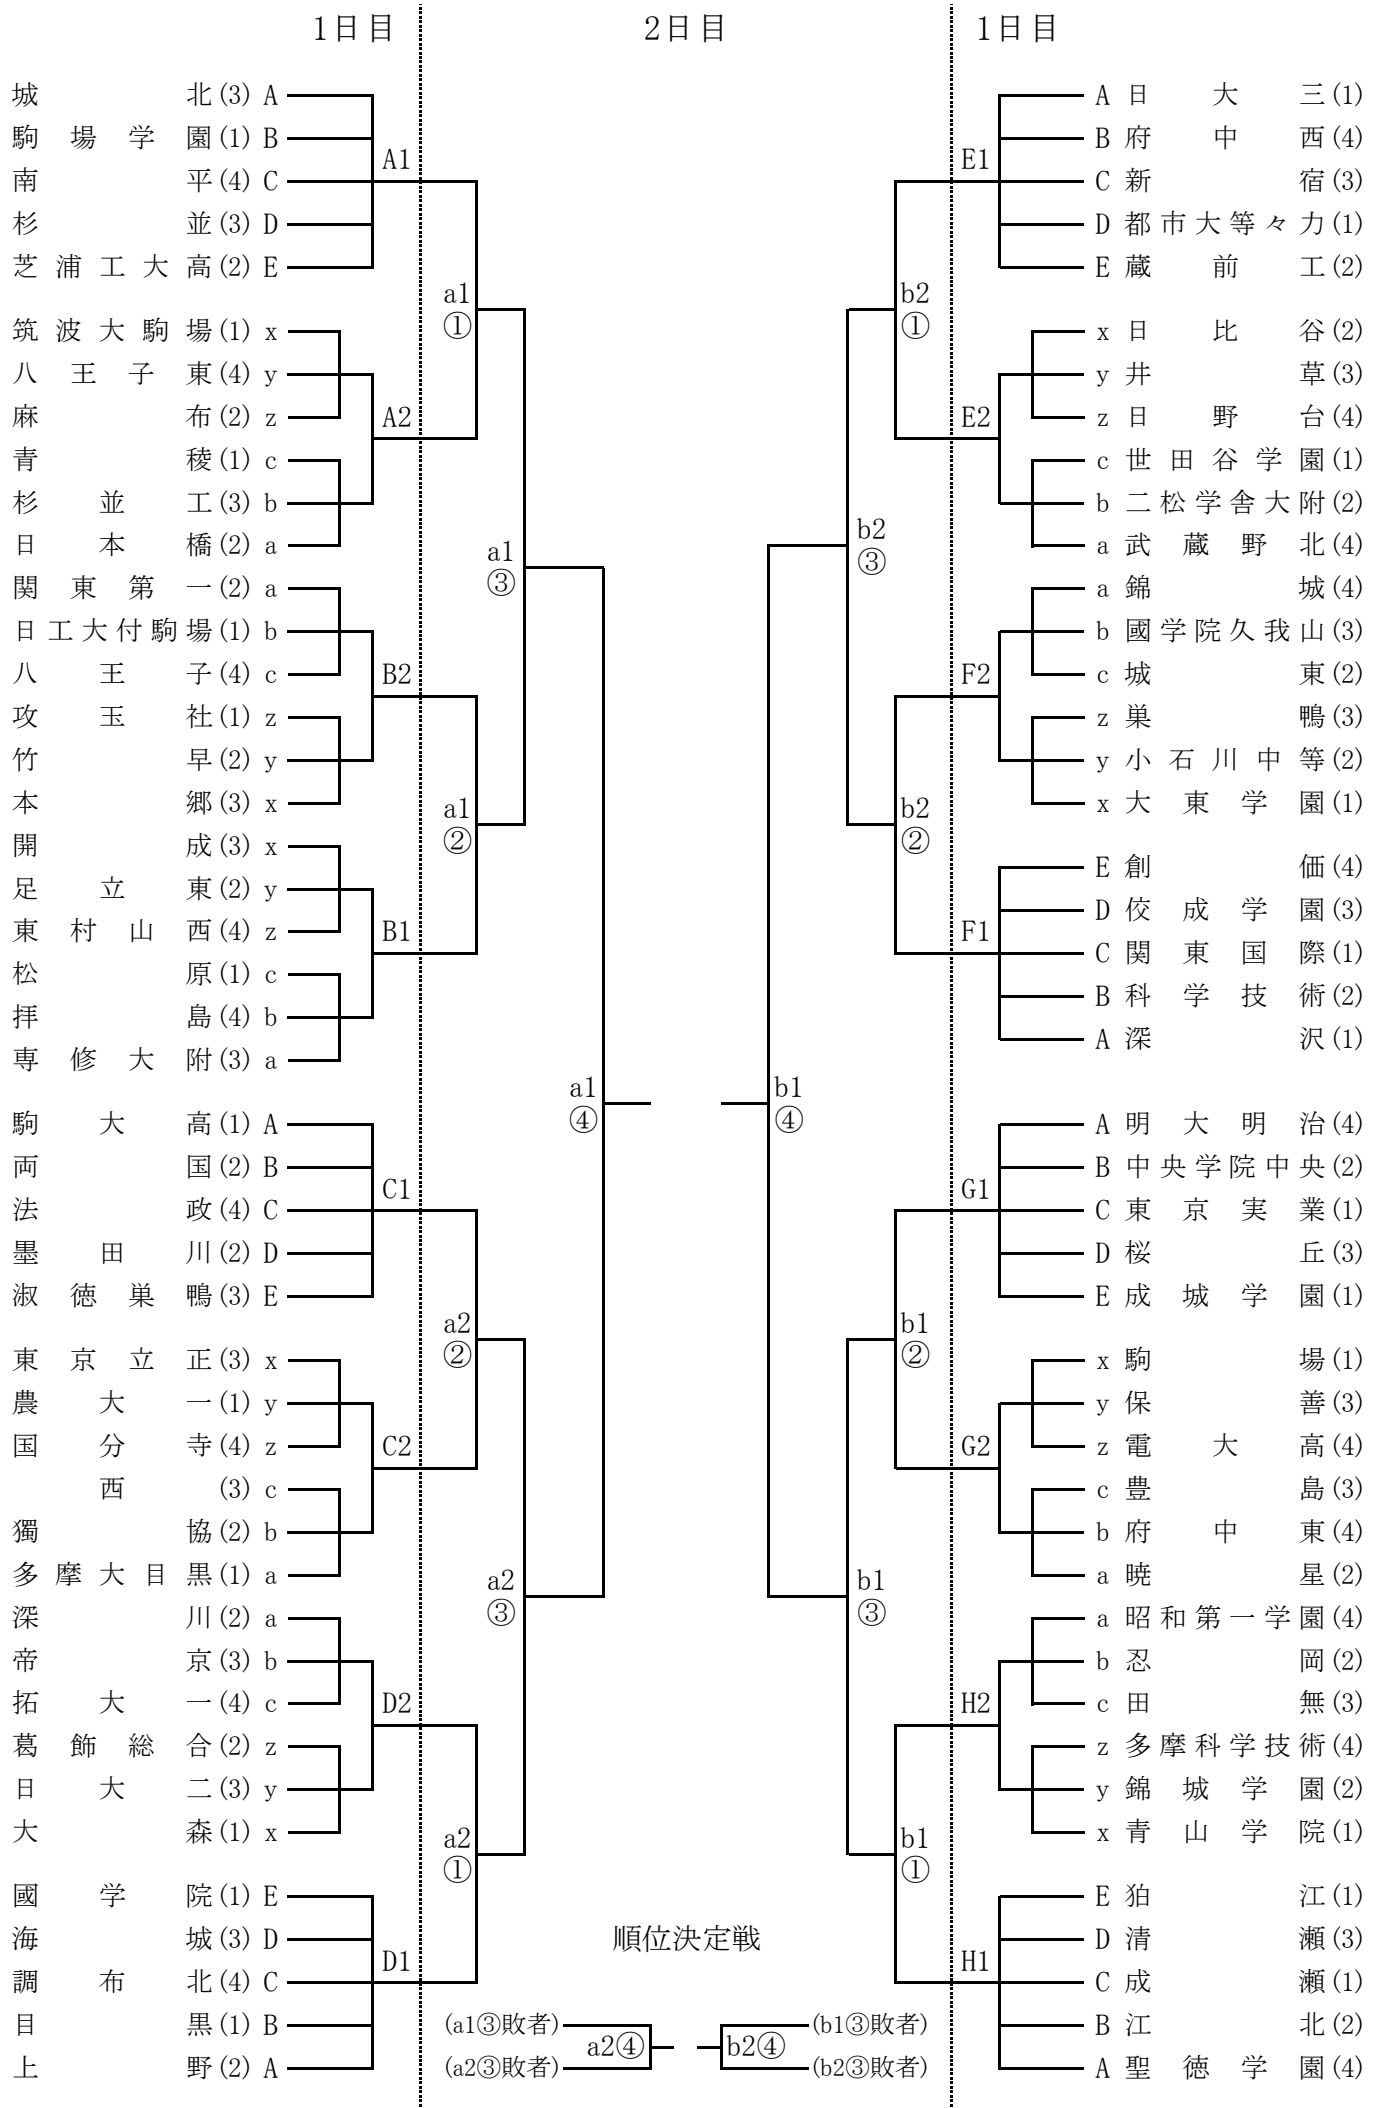 1日目
2日目
1日目
城北(3) A
駒場学園(1) B
南平(4) C
杉並(3) D
芝浦工大高(2) E
A1
筑波大駒場(1) x
八王子東(4) y
麻布(2) z
青稜(1) c
杉並工(3) b
日本橋(2) a
A2
関東第一(2) a
日工大付駒場(1) b
八王子(4) c
攻玉社(1) z
竹早(2) y
本郷(3) x
B2
開成(3) x
足立東(2) y
東村山西(4) z
松原(1) c
拝島(4) b
専修大附(3) a
B1
駒大高(1) A
両国(2) B
法政(4) C
墨田川(2) D
淑徳巣鴨(3) E
C1
東京立正(3) x
農大一(1) y
国分寺(4) z
西(3) c
獨協(2) b
多摩大目黒(1) a
C2
深川(2) a
帝京(3) b
拓大一(4) c
葛飾総合(2) z
日大二(3) y
大森(1) x
D2
國学院(1) E
海城(3) D
調布北(4) C
目黒(1) B
上野(2) A
D1
a1
①
a1
②
a1
③
a2
②
a2
①
a2
③
a1
④
b1
④
b2
①
b2
②
b2
③
b1
②
b1
①
b1
③
順位決定戦
(a1③敗者)
(a2③敗者)
a2④
b2④
(b1③敗者)
(b2③敗者)
E1
A 日大三(1)
B 府中西(4)
C 新宿(3)
D 都市大等々力(1)
E 蔵前工(2)
E2
x 日比谷(2)
y 井草(3)
z 日野台(4)
c 世田谷学園(1)
b 二松学舎大附(2)
a 武蔵野北(4)
F2
a 錦城(4)
b 國学院久我山(3)
c 城東(2)
z 巣鴨(3)
y 小石川中等(2)
x 大東学園(1)
F1
E 創価(4)
D 佼成学園(3)
C 関東国際(1)
B 科学技術(2)
A 深沢(1)
G1
A 明大明治(4)
B 中央学院中央(2)
C 東京実業(1)
D 桜丘(3)
E 成城学園(1)
G2
x 駒場(1)
y 保善(3)
z 電大高(4)
c 豊島(3)
b 府中東(4)
a 暁星(2)
H2
a 昭和第一学園(4)
b 忍岡(2)
c 田無(3)
z 多摩科学技術(4)
y 錦城学園(2)
x 青山学院(1)
H1
E 狛江(1)
D 清瀬(3)
C 成瀬(1)
B 江北(2)
A 聖徳学園(4)